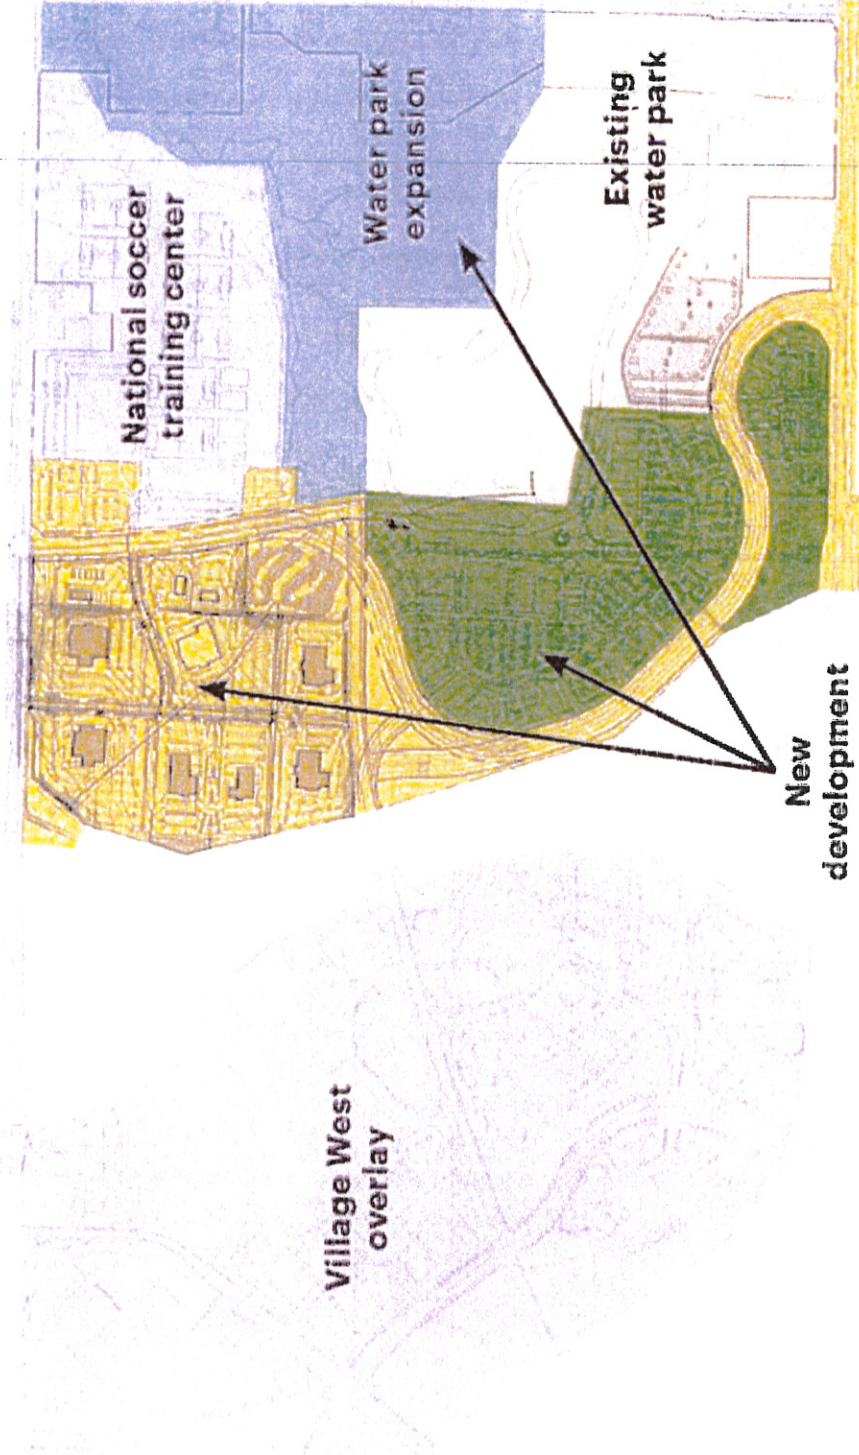 National soccer
training center
Water park
expansion
Existing
water park
Village West
overlay
New
development